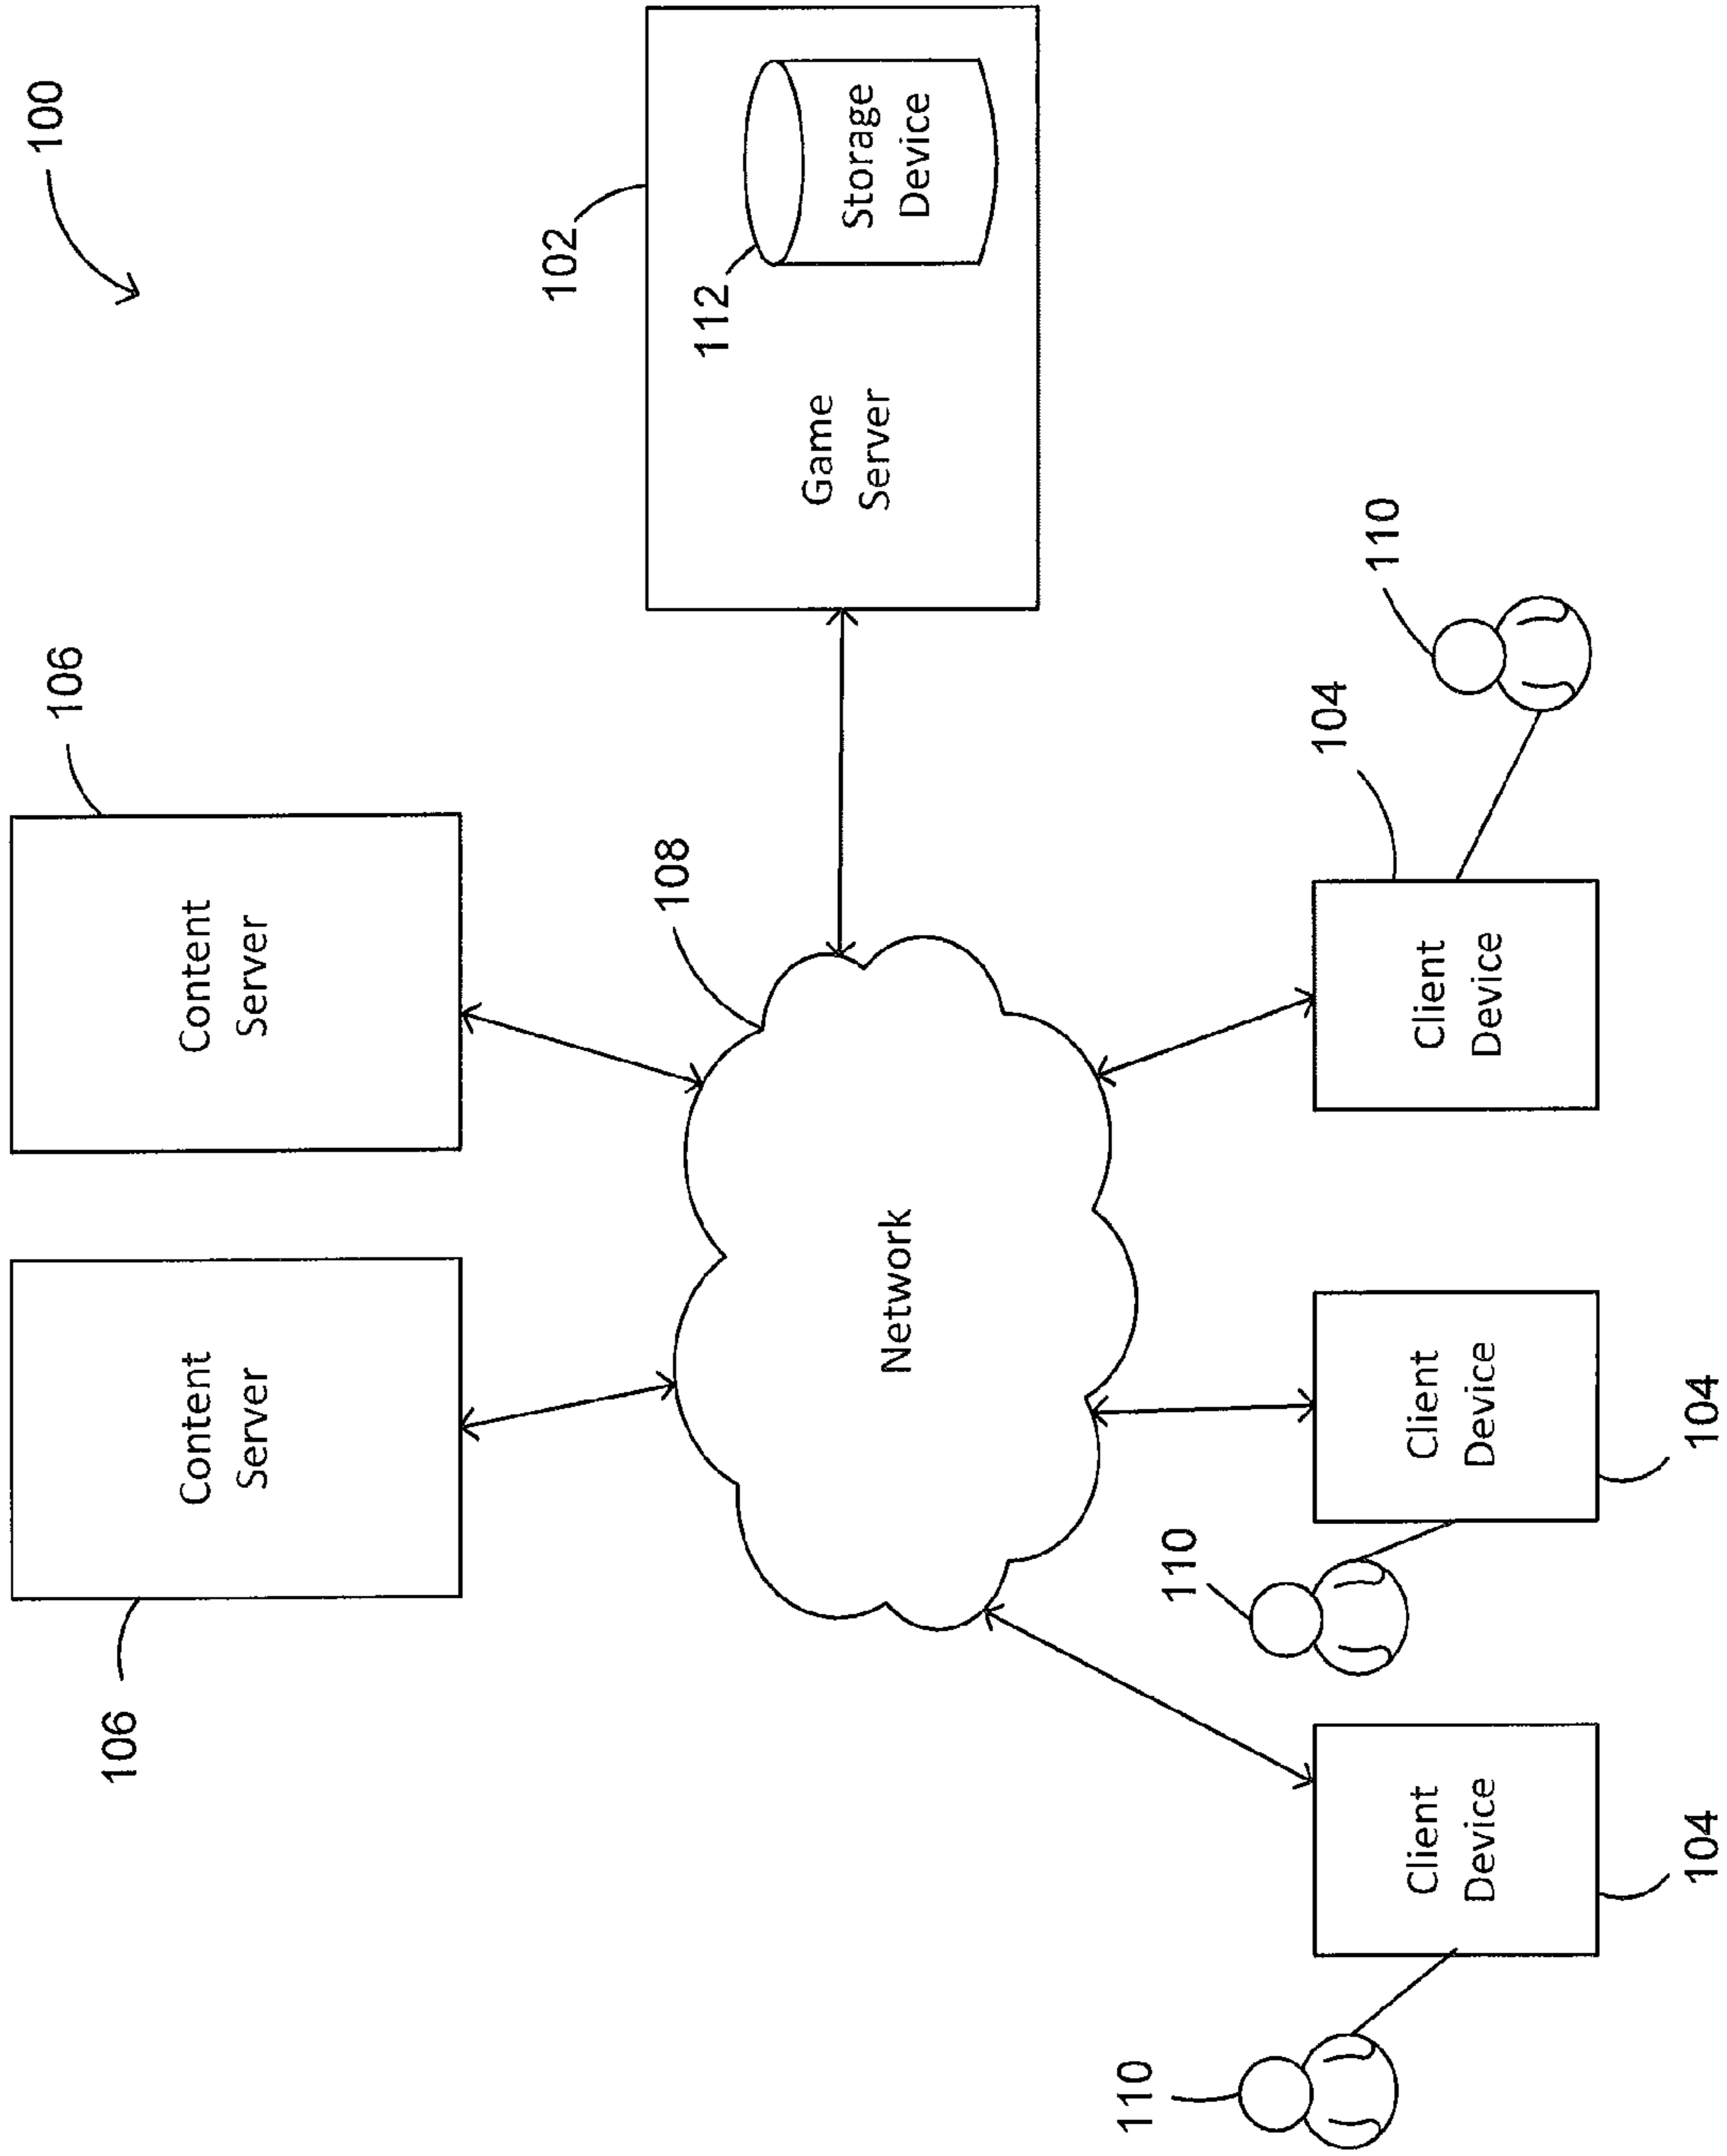 100
106
Content
Server
106
Content
Server
102
112
Storage
Device
Game
Server
108
Network
110
104
Client
Device
110
Client
Device
104
110
Client
Device
104